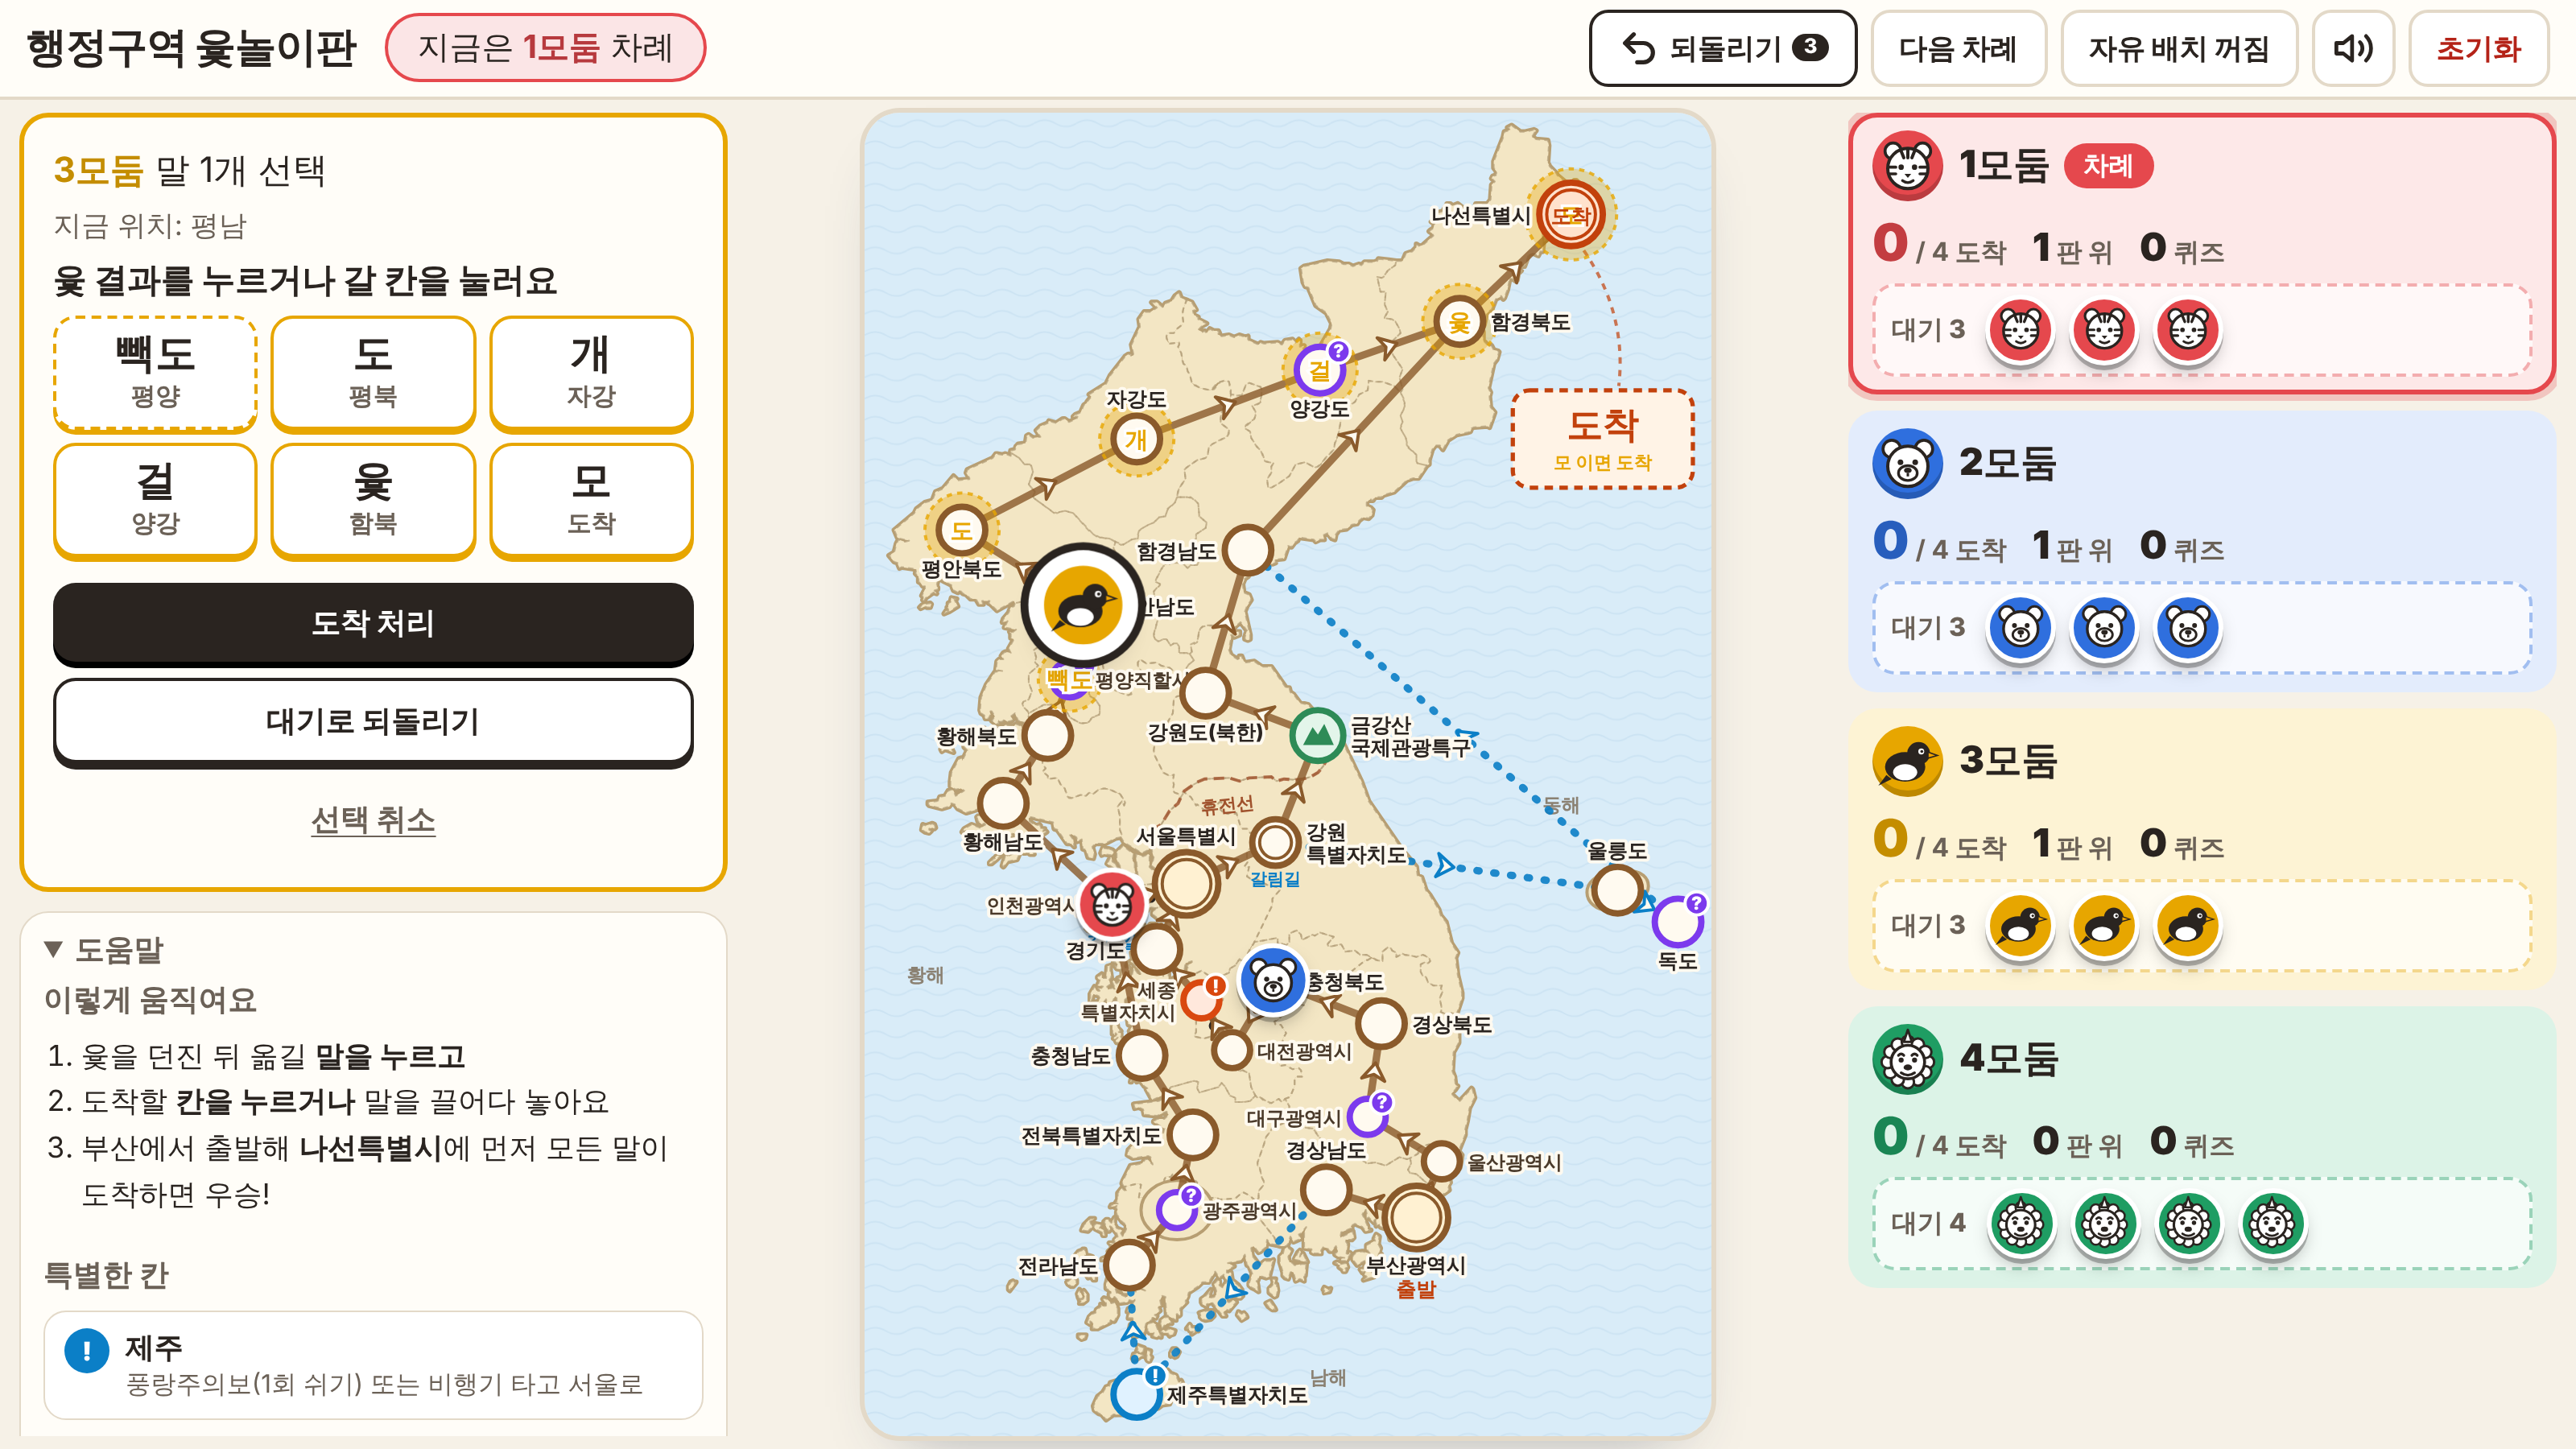 행정구역 윷놀이판
지금은 1모둠 차례
되돌리기 3
다음 차례
자유 배치 꺼짐
초기화
3모둠 말 1개 선택
지금 위치: 평남
윷 결과를 누르거나 갈 칸을 눌러요
빽도
평양
도
평북
개
자강
걸
양강
윷
함북
모
도착
도착 처리
대기로 되돌리기
선택 취소
▼ 도움말
이렇게 움직여요
1. 윷을 던진 뒤 옮길 말을 누르고
2. 도착할 칸을 누르거나 말을 끌어다 놓아요
3. 부산에서 출발해 나선특별시에 먼저 모든 말이
도착하면 우승!
특별한 칸
!
제주
풍랑주의보(1회 쉬기) 또는 비행기 타고 서울로
나선특별시
도착
윷
함경북도
?
걸
양강도
자강도
개
도착
모 이면 도착
도
평안북도
함경남도
안남도
빽도
평양직할시
황해북도
강원도(북한)
금강산
국제관광특구
휴전선
동해
황해남도
서울특별시
강원
특별자치도
갈림길
울릉도
?
독도
인천광역시
경기도
황해
세종
특별자치시
!
충청북도
경상북도
충청남도
대전광역시
?
대구광역시
전북특별자치도
경상남도
울산광역시
?
광주광역시
전라남도
부산광역시
출발
!
제주특별자치도
남해
1모둠 차례
0 / 4 도착 1 판 위 0 퀴즈
대기 3
2모둠
0 / 4 도착 1 판 위 0 퀴즈
대기 3
3모둠
0 / 4 도착 1 판 위 0 퀴즈
대기 3
4모둠
0 / 4 도착 0 판 위 0 퀴즈
대기 4